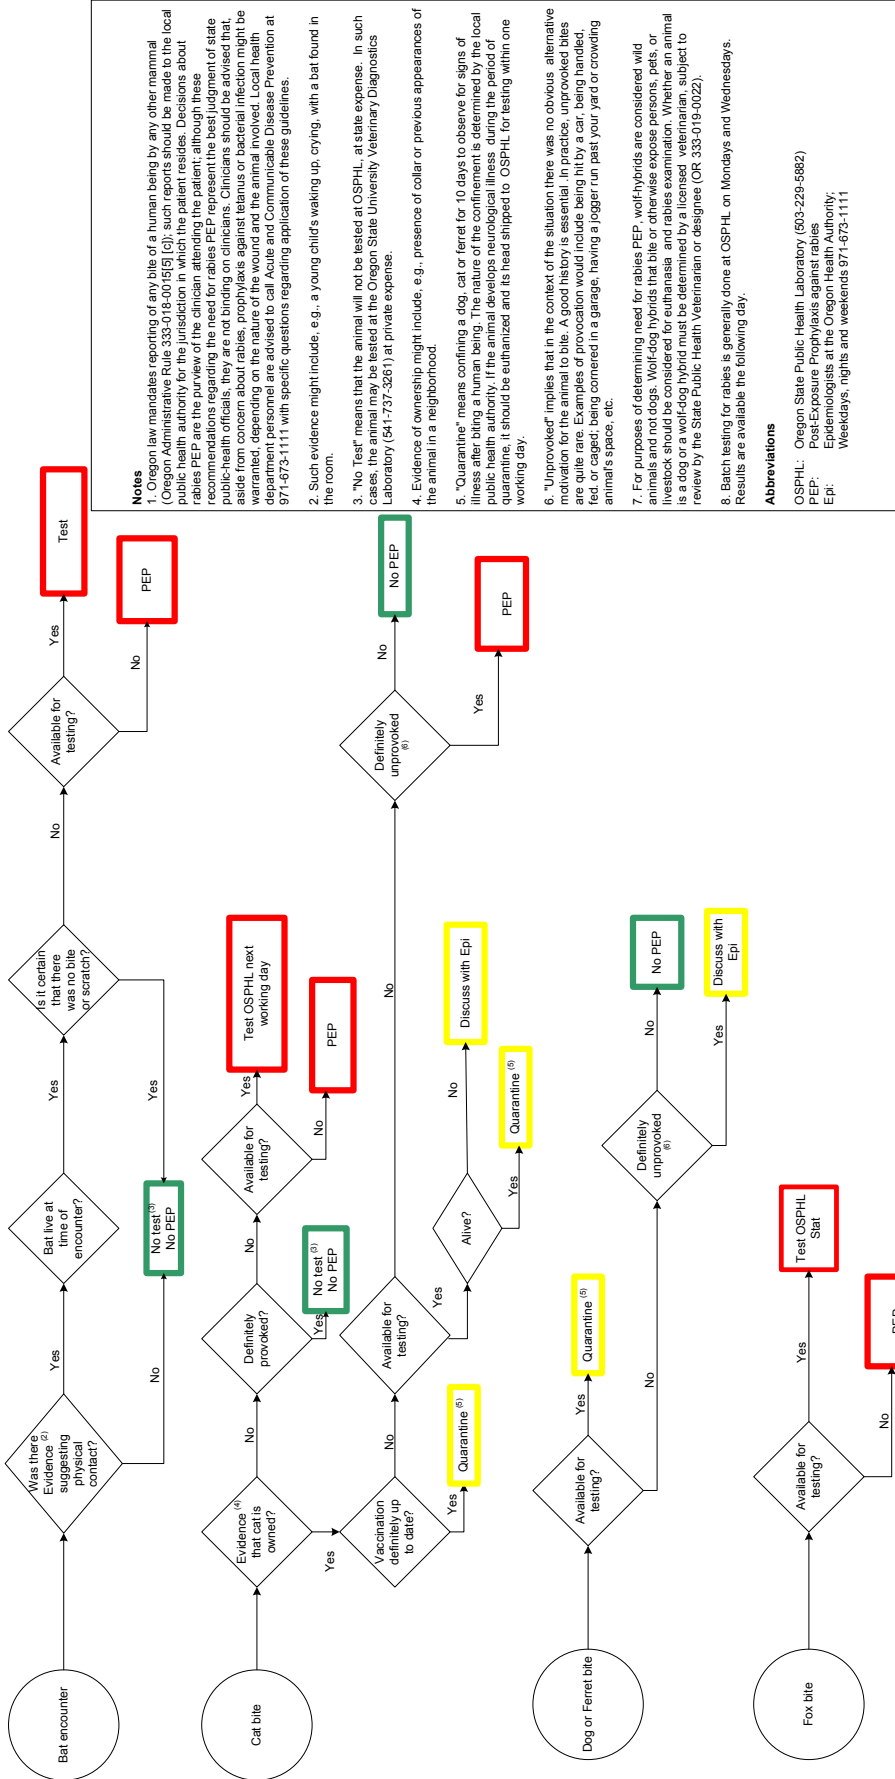 Bat encounter
Was there
Evidence (2)
suggesting
physical
contact?
Yes
No
Bat live at
time of
encounter?
Yes
No test (3)
No PEP
Is it certain
that there
was no bite
or scratch?
Yes
No
Available for
testing?
Yes
No
Test
PEP
Cat bite
Evidence (4)
that cat is
owned?
No
Yes
Definitely
provoked?
No
Yes
No test (3)
No PEP
Available for
testing?
Yes
No
Test OSPHL next
working day
PEP
Vaccination
definitely up
to date?
No
Yes
Quarantine (5)
Available for
testing?
Yes
No
Alive?
No
Yes
Discuss with Epi
Quarantine (5)
Definitely
unprovoked
(6)
No
Yes
No PEP
PEP
Dog or Ferret bite
Available for
testing?
Yes
No
Quarantine (5)
Definitely
unprovoked
(6)
No
Yes
No PEP
Discuss with
Epi
Fox bite
Available for
testing?
Yes
No
Test OSPHL
Stat
Notes
1. Oregon law mandates reporting of any bite of a human being by any other mammal
(Oregon Administrative Rule 333-018-0015[5] [c]); such reports should be made to the local
public health authority for the jurisdiction in which the patient resides. Decisions about
rabies PEP are the purview of the clinician attending the patient; although these
recommendations regarding the need for rabies PEP represent the best judgment of state
public-health officials, they are not binding on clinicians. Clinicians should be advised that,
aside from concern about rabies, prophylaxis against tetanus or bacterial infection might be
warranted, depending on the nature of the wound and the animal involved. Local health
department personnel are advised to call Acute and Communicable Disease Prevention at
971-673-1111 with specific questions regarding application of these guidelines.
2. Such evidence might include, e.g., a young child's waking up, crying, with a bat found in
the room.
3. "No Test" means that the animal will not be tested at OSPHL, at state expense. In such
cases, the animal may be tested at the Oregon State University Veterinary Diagnostics
Laboratory (541-737-3261) at private expense.
4. Evidence of ownership might include, e.g., presence of collar or previous appearances of
the animal in a neighborhood.
5. "Quarantine" means confining a dog, cat or ferret for 10 days to observe for signs of
illness after biting a human being. The nature of the confinement is determined by the local
public health authority. If the animal develops neurological illness during the period of
quarantine, it should be euthanized and its head shipped to OSPHL for testing within one
working day.
6. "Unprovoked" implies that in the context of the situation there was no obvious alternative
motivation for the animal to bite. A good history is essential. In practice, unprovoked bites
are quite rare. Examples of provocation would include being hit by a car, being handled,
fed. or caged; being cornered in a garage, having a jogger run past your yard or crowding
animal's space, etc.
7. For purposes of determining need for rabies PEP, wolf-hybrids are considered wild
animals and not dogs. Wolf-dog hybrids that bite or otherwise expose persons, pets, or
livestock should be considered for euthanasia and rabies examination. Whether an animal
is a dog or a wolf-dog hybrid must be determined by a licensed veterinarian, subject to
review by the State Public Health Veterinarian or designee (OR 333-019-0022).
8. Batch testing for rabies is generally done at OSPHL on Mondays and Wednesdays.
Results are available the following day.
Abbreviations
OSPHL: Oregon State Public Health Laboratory (503-229-5882)
PEP: Post-Exposure Prophylaxis against rabies
Epi: Epidemiologists at the Oregon Health Authority;
Weekdays, nights and weekends 971-673-1111